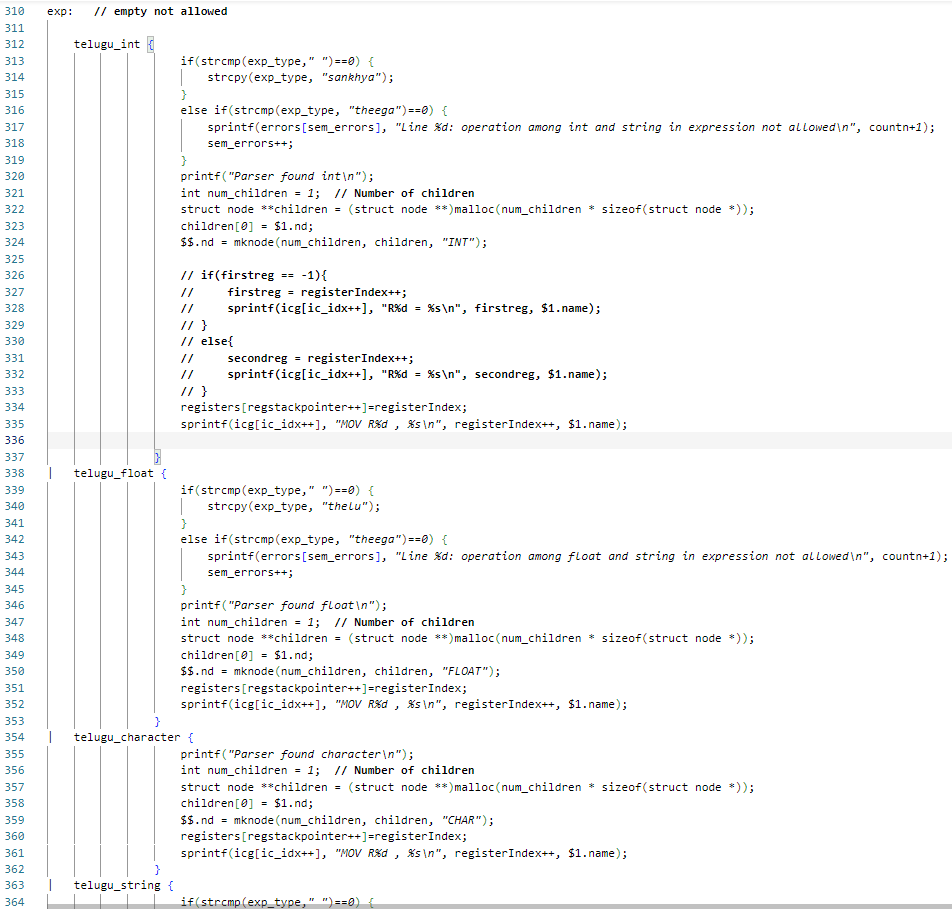 310 exp: // empty not allowed
311
312 telugu_int {
313 if(strcmp(exp_type," ")==0) {
314 strcpy(exp_type, "sankhya");
315 }
316 else if(strcmp(exp_type, "theega")==0) {
317 sprintf(errors[sem_errors], "Line %d: operation among int and string in expression not allowed\n", countn+1);
318 sem_errors++;
319 }
320 printf("Parser found int\n");
321 int num_children = 1; // Number of children
322 struct node **children = (struct node **)malloc(num_children * sizeof(struct node *));
323 children[0] = $1.nd;
324 $$.nd = mknode(num_children, children, "INT");
325
326 // if(firstreg == -1){
327 // firstreg = registerIndex++;
328 // sprintf(icg[ic_idx++], "R%d = %s\n", firstreg, $1.name);
329 // }
330 // else{
331 // secondreg = registerIndex++;
332 // sprintf(icg[ic_idx++], "R%d = %s\n", secondreg, $1.name);
333 // }
334 registers[regstackpointer++]=registerIndex;
335 sprintf(icg[ic_idx++], "MOV R%d , %s\n", registerIndex++, $1.name);
336
337 }
338 | telugu_float {
339 if(strcmp(exp_type," ")==0) {
340 strcpy(exp_type, "thelu");
341 }
342 else if(strcmp(exp_type, "theega")==0) {
343 sprintf(errors[sem_errors], "Line %d: operation among float and string in expression not allowed\n", countn+1);
344 sem_errors++;
345 }
346 printf("Parser found float\n");
347 int num_children = 1; // Number of children
348 struct node **children = (struct node **)malloc(num_children * sizeof(struct node *));
349 children[0] = $1.nd;
350 $$.nd = mknode(num_children, children, "FLOAT");
351 registers[regstackpointer++]=registerIndex;
352 sprintf(icg[ic_idx++], "MOV R%d , %s\n", registerIndex++, $1.name);
353 }
354 | telugu_character {
355 printf("Parser found character\n");
356 int num_children = 1; // Number of children
357 struct node **children = (struct node **)malloc(num_children * sizeof(struct node *));
358 children[0] = $1.nd;
359 $$.nd = mknode(num_children, children, "CHAR");
360 registers[regstackpointer++]=registerIndex;
361 sprintf(icg[ic_idx++], "MOV R%d , %s\n", registerIndex++, $1.name);
362 }
363 | telugu_string {
364 if(strcmp(exp_type," ")==0) {